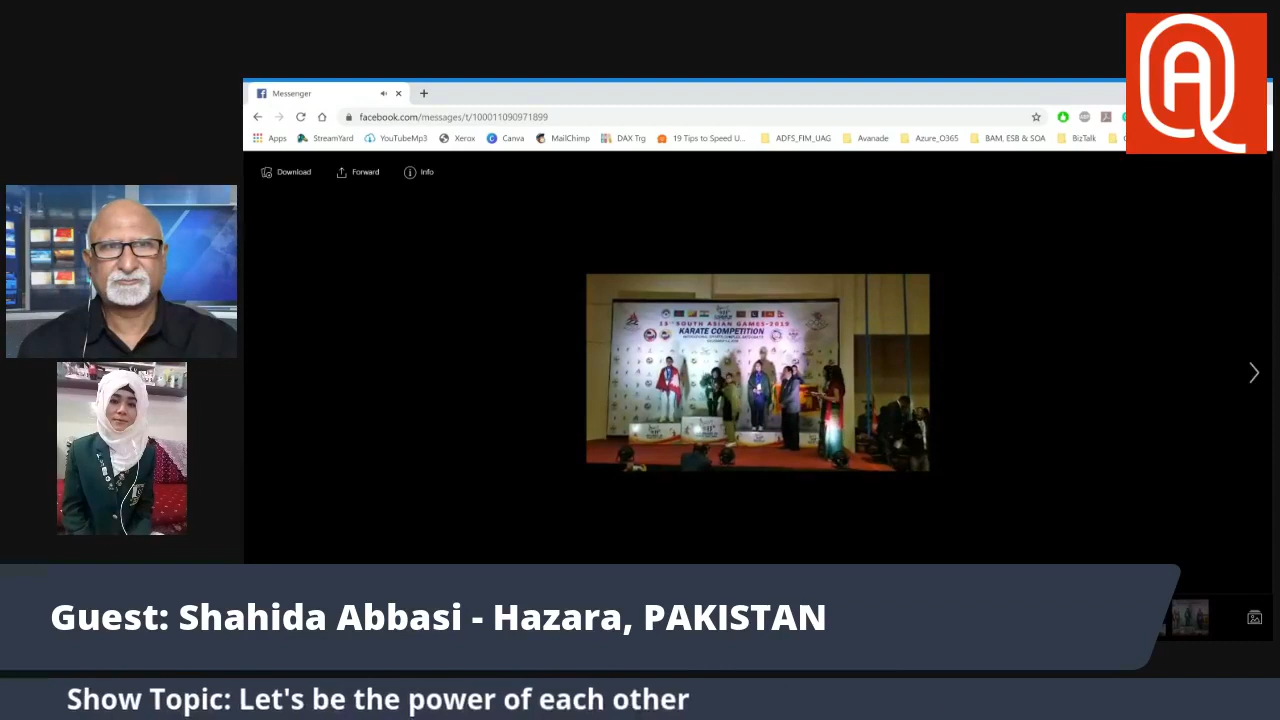 Messenger
facebook.com/messages/t/100011090971899
Apps StreamYard YouTubeMp3 Xerox Canva MailChimp DAX Trg 19 Tips to Speed U... ADFS_FIM_UAG Avanade Azure_O365 BAM, ESB & SOA BizTalk
Download Forward Info
13th SOUTH ASIAN GAMES-2019
KARATE COMPETITION
Guest: Shahida Abbasi - Hazara, PAKISTAN
Show Topic: Let's be the power of each other